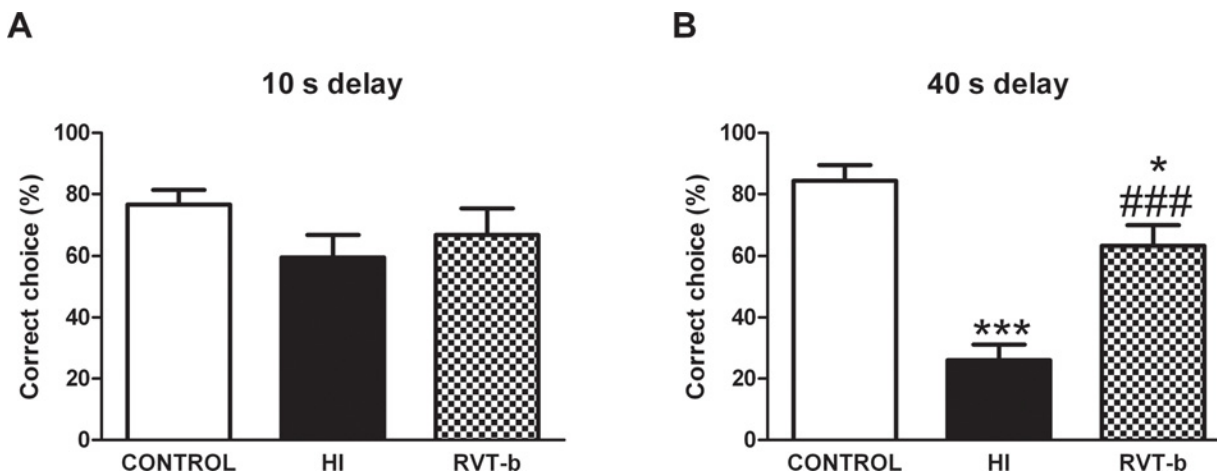 A
10 s delay
Correct choice (%)
100
80
60
40
20
0
CONTROL HI RVT-b
B
40 s delay
Correct choice (%)
100
80
60
40
20
0
***
*
###
CONTROL HI RVT-b